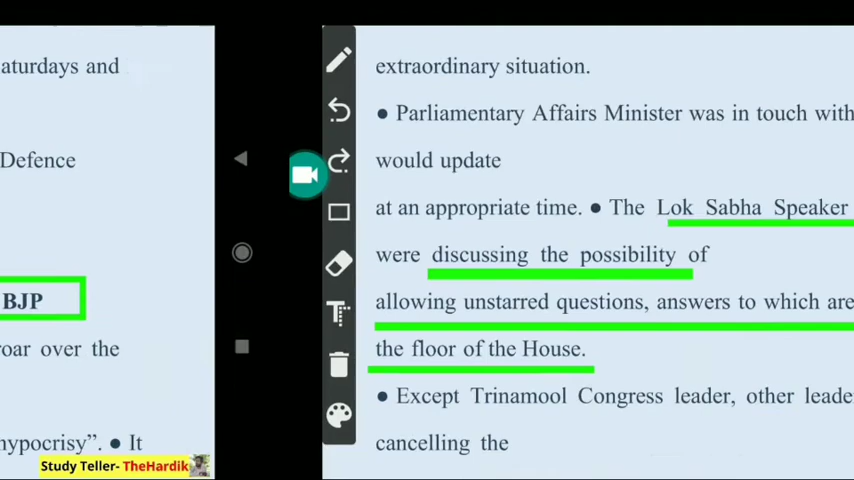 aturdays and
Defence
BJP
roar over the
hypocrisy”. ● It
Study Teller- TheHardik
extraordinary situation.
● Parliamentary Affairs Minister was in touch with
would update
at an appropriate time. ● The Lok Sabha Speaker
were discussing the possibility of
allowing unstarred questions, answers to which are
the floor of the House.
● Except Trinamool Congress leader, other leade
cancelling the